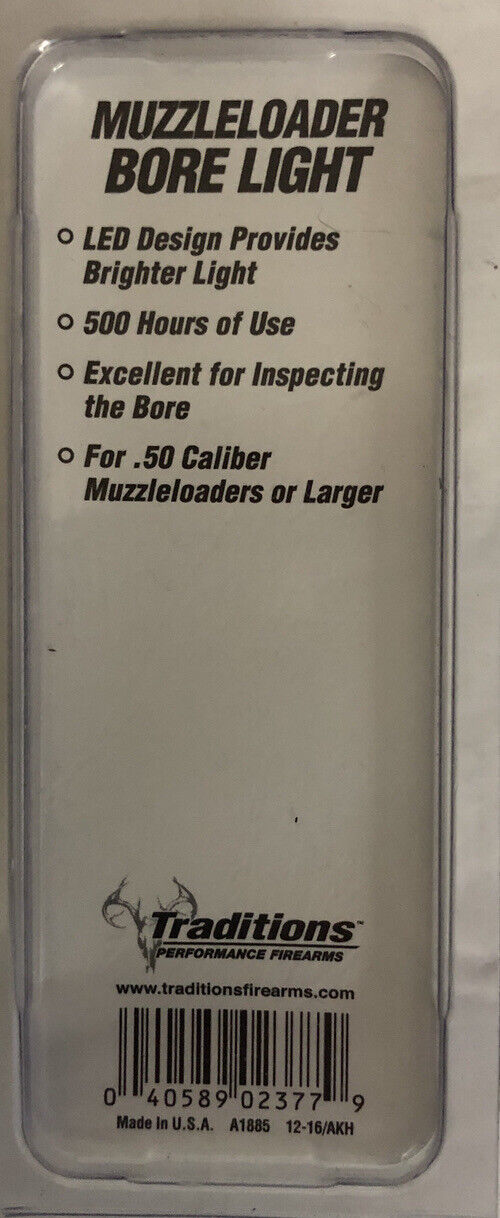 MUZZLELOADER
BORE LIGHT
LED Design Provides
Brighter Light
500 Hours of Use
Excellent for Inspecting
the Bore
For .50 Caliber
Muzzleloaders or Larger
Traditions™
PERFORMANCE FIREARMS
www.traditionsfirearms.com
0 40589 02377 9
Made In U.S.A. A1885 12-16/AKH